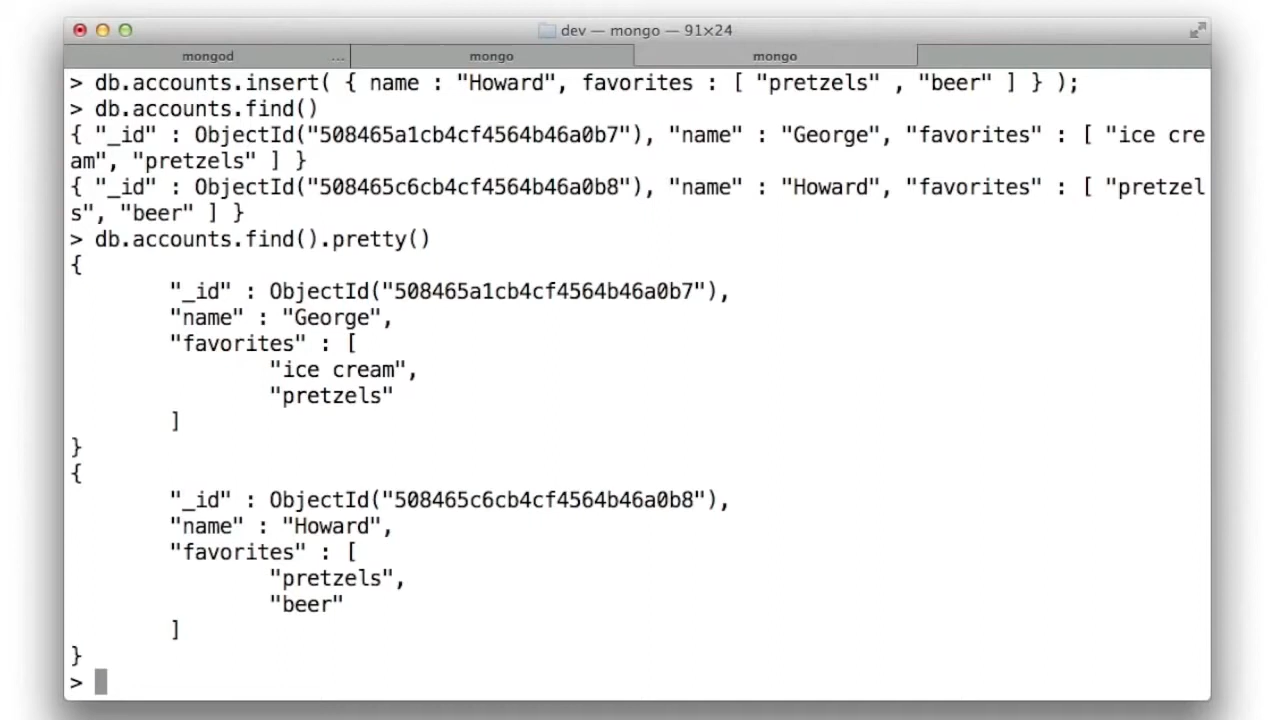 dev — mongo — 91×24
mongod ... mongo mongo
> db.accounts.insert( { name : "Howard", favorites : [ "pretzels" , "beer" ] } );
> db.accounts.find()
{ "_id" : ObjectId("508465a1cb4cf4564b46a0b7"), "name" : "George", "favorites" : [ "ice cre
am", "pretzels" ] }
{ "_id" : ObjectId("508465c6cb4cf4564b46a0b8"), "name" : "Howard", "favorites" : [ "pretzel
s", "beer" ] }
> db.accounts.find().pretty()
{
"_id" : ObjectId("508465a1cb4cf4564b46a0b7"),
"name" : "George",
"favorites" : [
"ice cream",
"pretzels"
]
}
{
"_id" : ObjectId("508465c6cb4cf4564b46a0b8"),
"name" : "Howard",
"favorites" : [
"pretzels",
"beer"
]
}
>